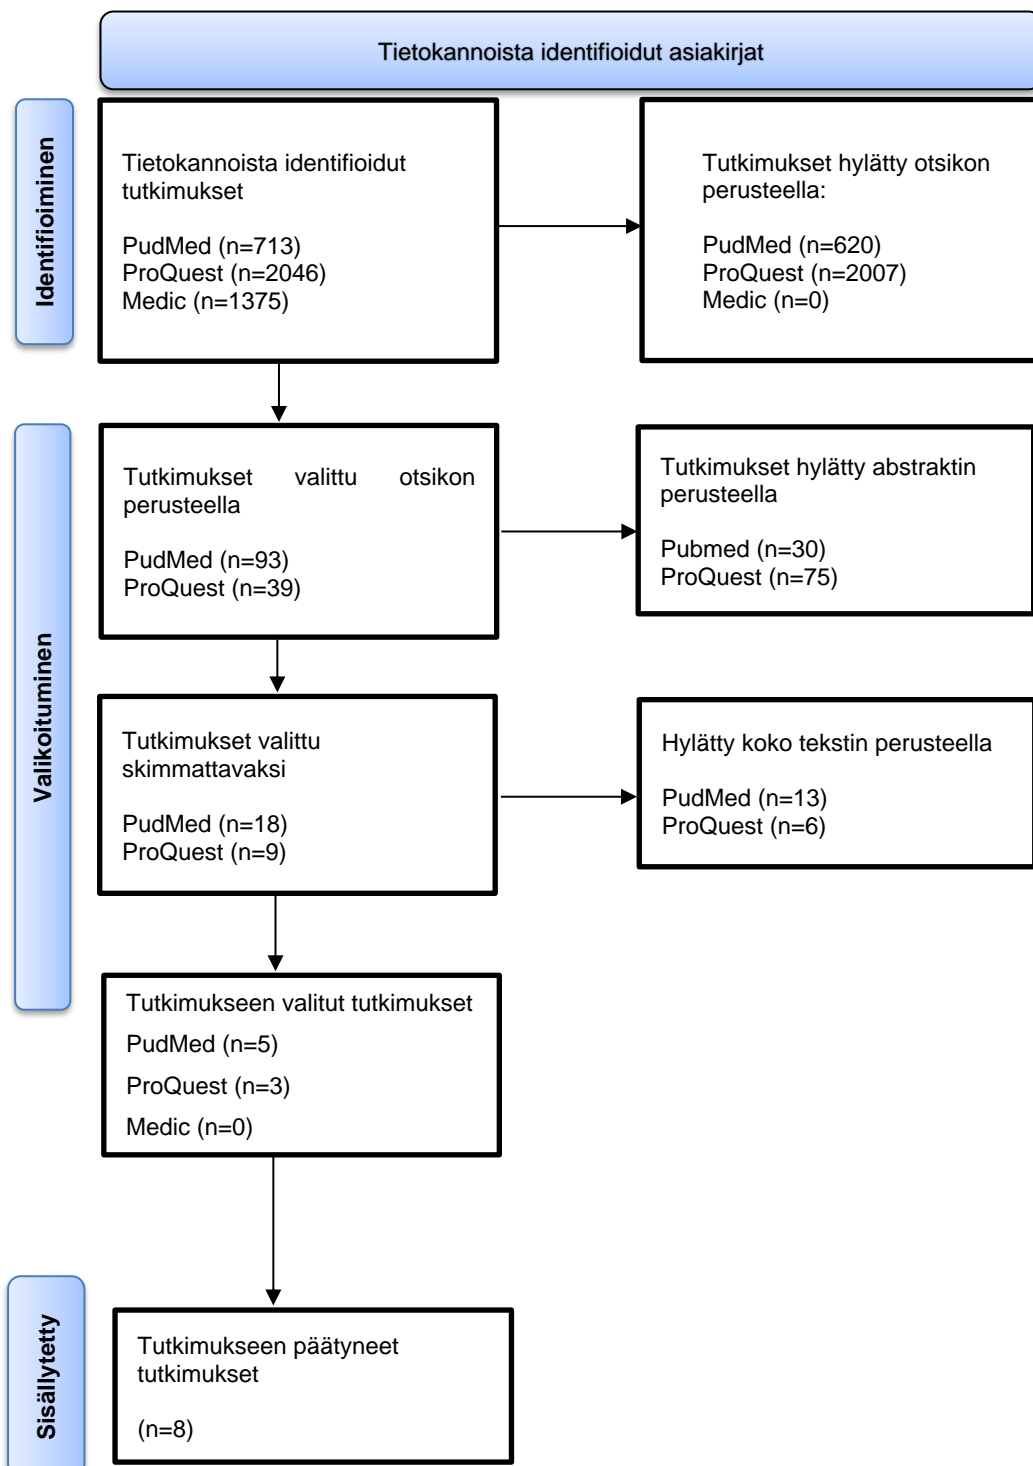 Tietokannoista identifioidut asiakirjat
Identifioiminen
Tietokannoista identifioidut
tutkimukset
PudMed (n=713)
ProQuest (n=2046)
Medic (n=1375)
Tutkimukset hylätty otsikon
perusteella:
PudMed (n=620)
ProQuest (n=2007)
Medic (n=0)
Valikoituminen
Tutkimukset valittu otsikon
perusteella
PudMed (n=93)
ProQuest (n=39)
Tutkimukset hylätty abstraktin
perusteella
Pubmed (n=30)
ProQuest (n=75)
Tutkimukset valittu
skimmattavaksi
PudMed (n=18)
ProQuest (n=9)
Hylätty koko tekstin perusteella
PudMed (n=13)
ProQuest (n=6)
Tutkimukseen valitut tutkimukset
PudMed (n=5)
ProQuest (n=3)
Medic (n=0)
Sisällytetty
Tutkimukseen päätyneet
tutkimukset
(n=8)